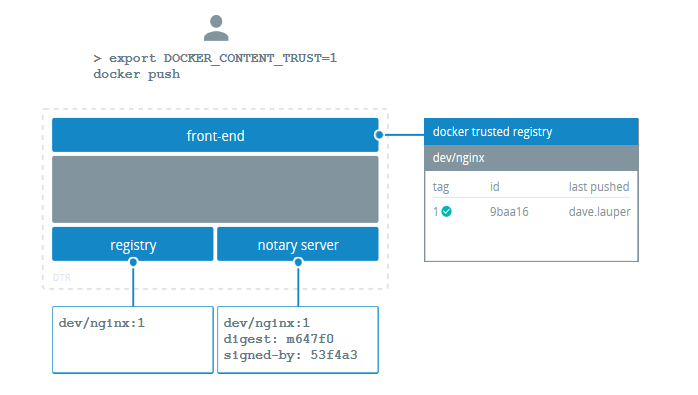 > export DOCKER_CONTENT_TRUST=1
docker push
front-end
registry
notary server
DTR
dev/nginx:1
dev/nginx:1
digest: m647f0
signed-by: 53f4a3
docker trusted registry
dev/nginx
tag id last pushed
1 9baa16 dave.lauper